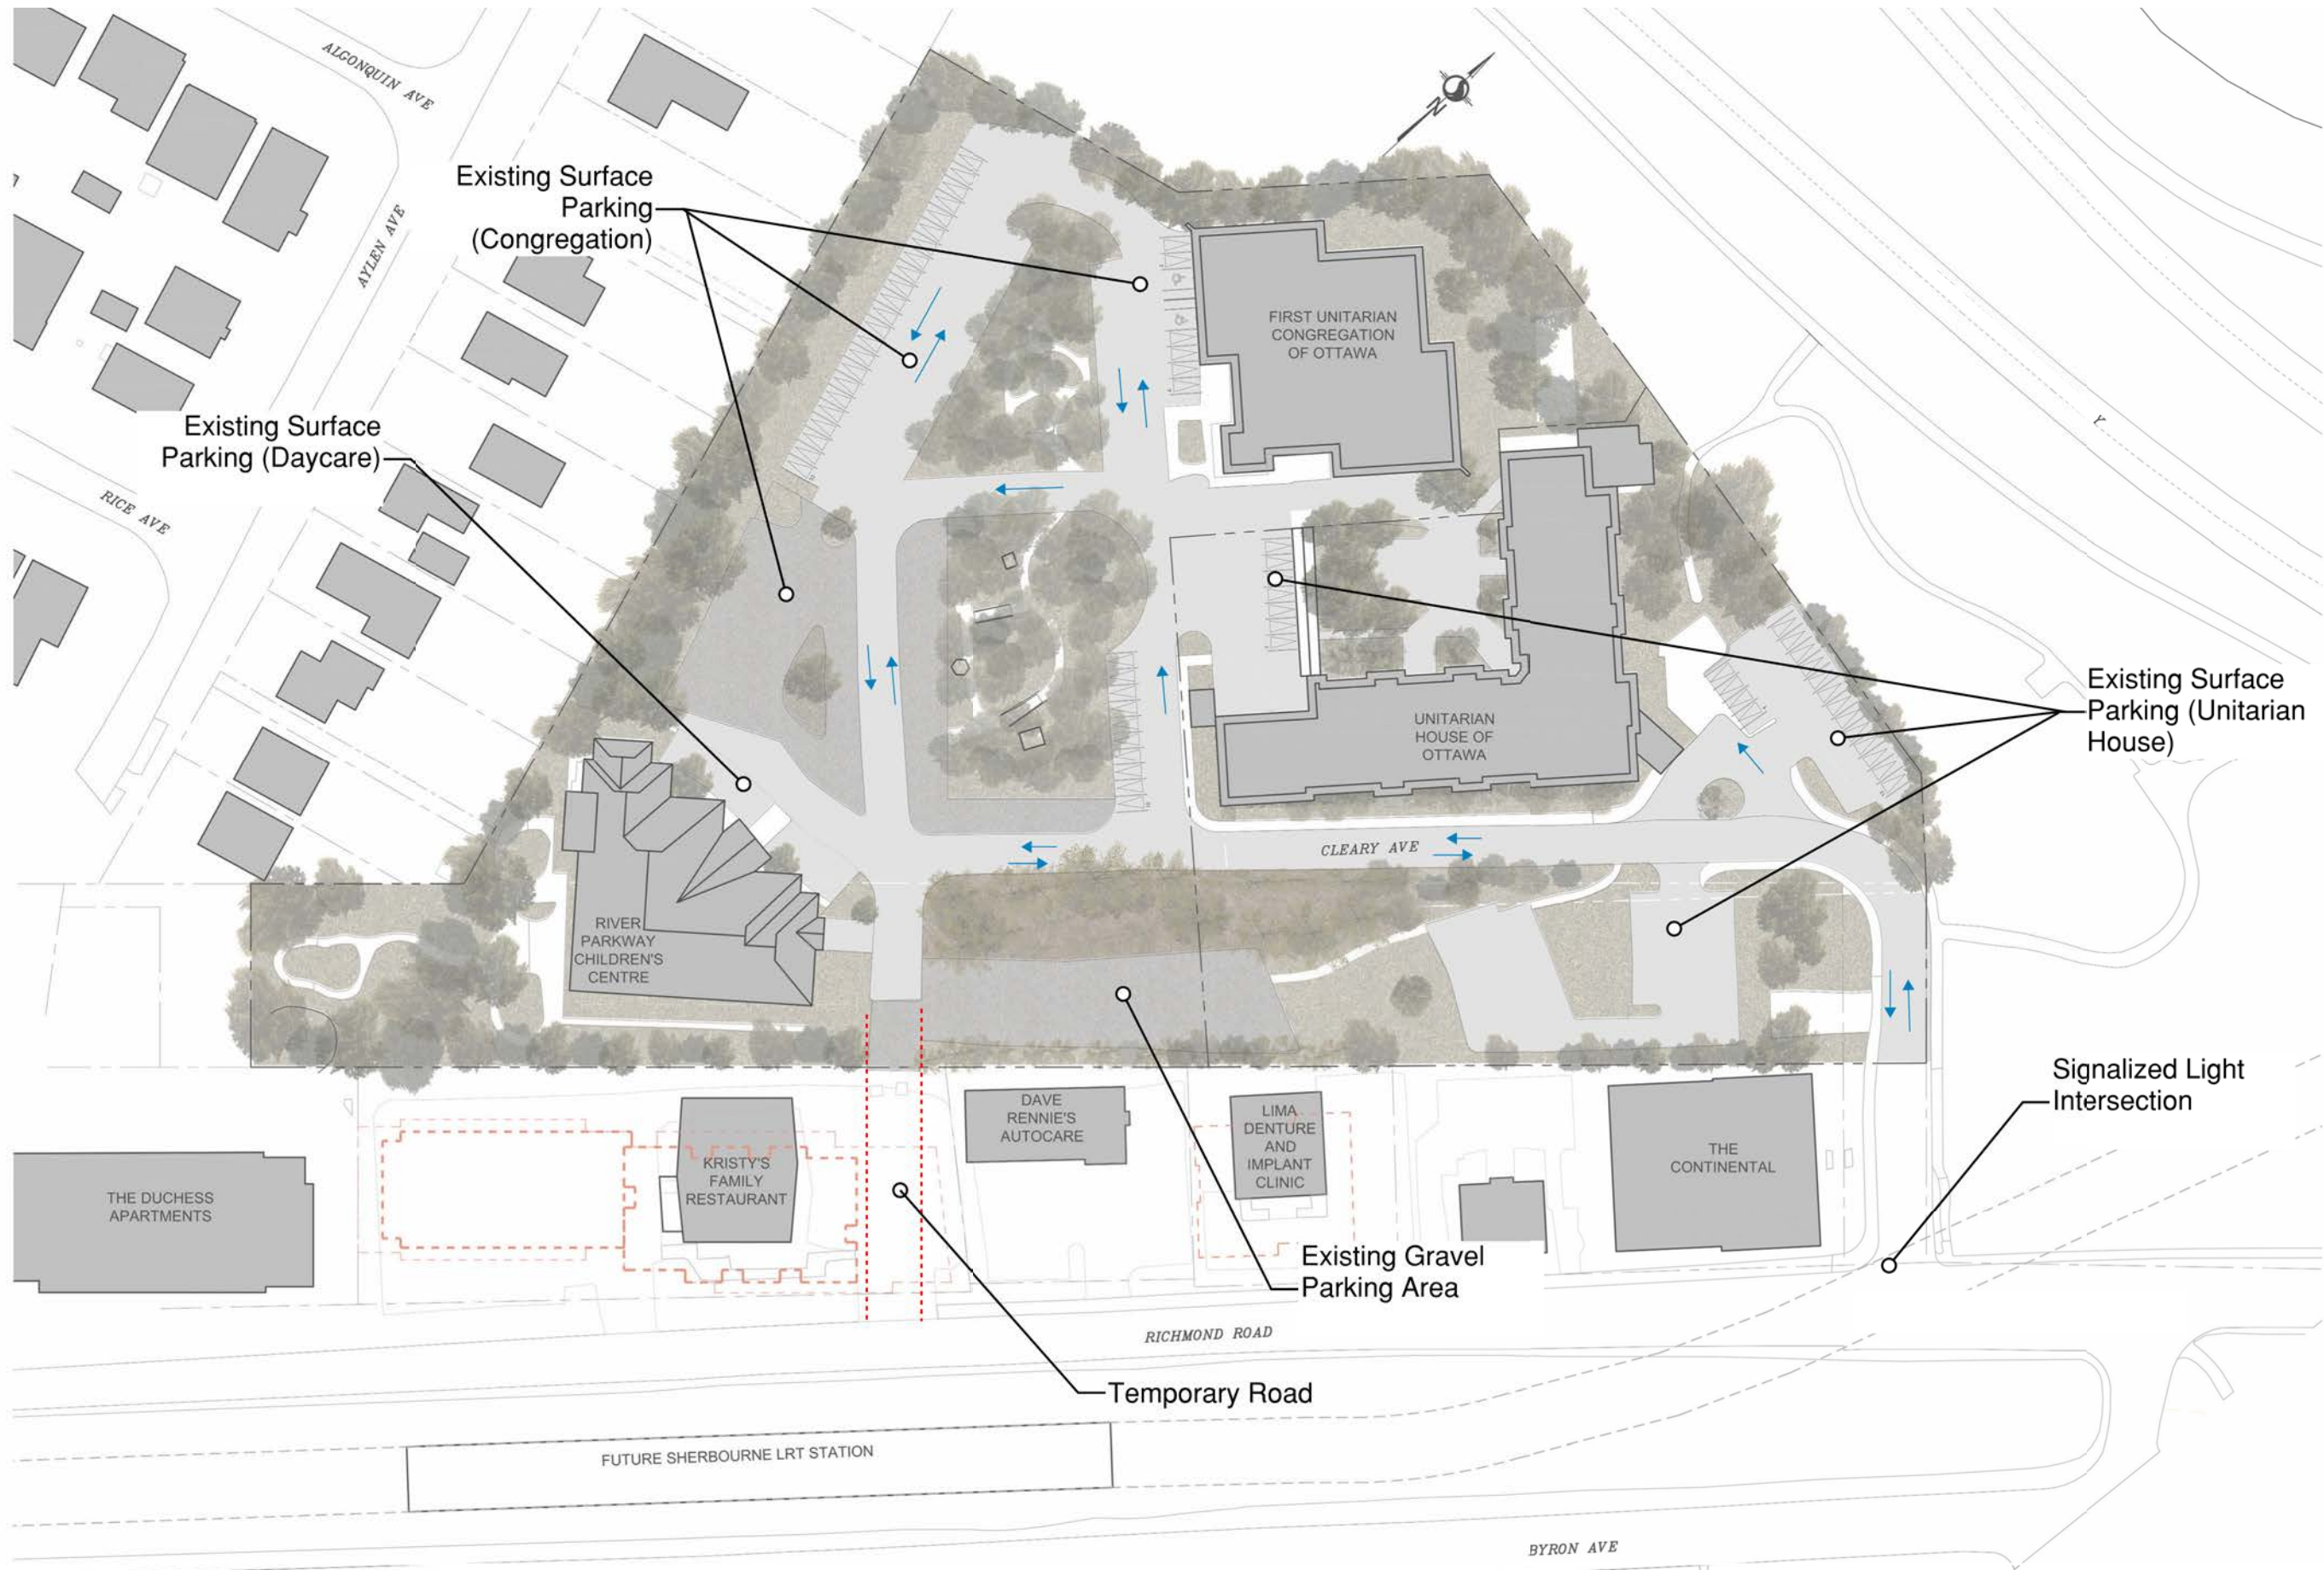 ALGONQUIN AVE
AYLEN AVE
RICE AVE
Existing Surface
Parking
(Congregation)
N
FIRST UNITARIAN
CONGREGATION
OF OTTAWA
Existing Surface
Parking (Daycare)
Existing Surface
Parking (Unitarian
House)
UNITARIAN
HOUSE OF
OTTAWA
CLEARY AVE
RIVER
PARKWAY
CHILDREN'S
CENTRE
Signalized Light
Intersection
THE DUCHESS
APARTMENTS
KRISTY'S
FAMILY
RESTAURANT
DAVE
RENNIE'S
AUTOCARE
LIMA
DENTURE
AND
IMPLANT
CLINIC
THE
CONTINENTAL
Existing Gravel
Parking Area
RICHMOND ROAD
Temporary Road
FUTURE SHERBOURNE LRT STATION
BYRON AVE